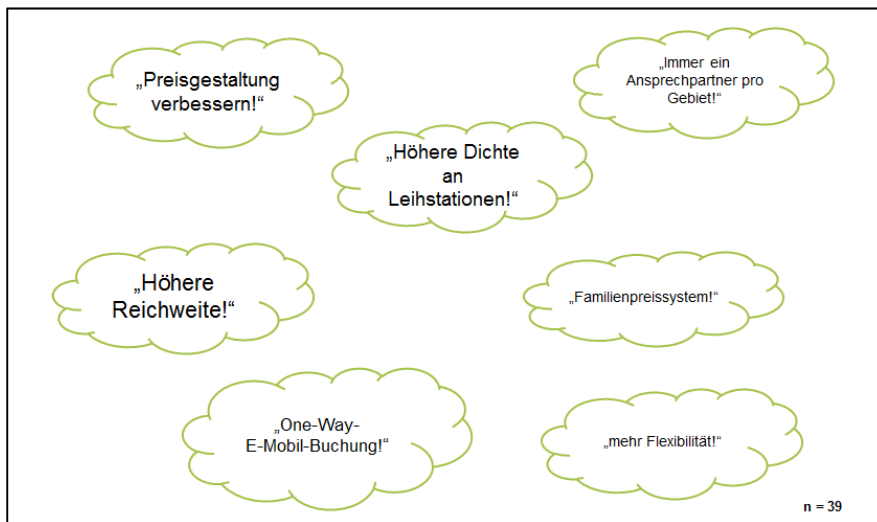 „Preisgestaltung
verbessern!“
„Immer ein
Ansprechpartner pro
Gebiet!“
„Höhere Dichte
an
Leihstationen!“
„Höhere
Reichweite!“
„Familienpreissystem!“
„One-Way-
E-Mobil-Buchung!“
„mehr Flexibilität!“
n = 39